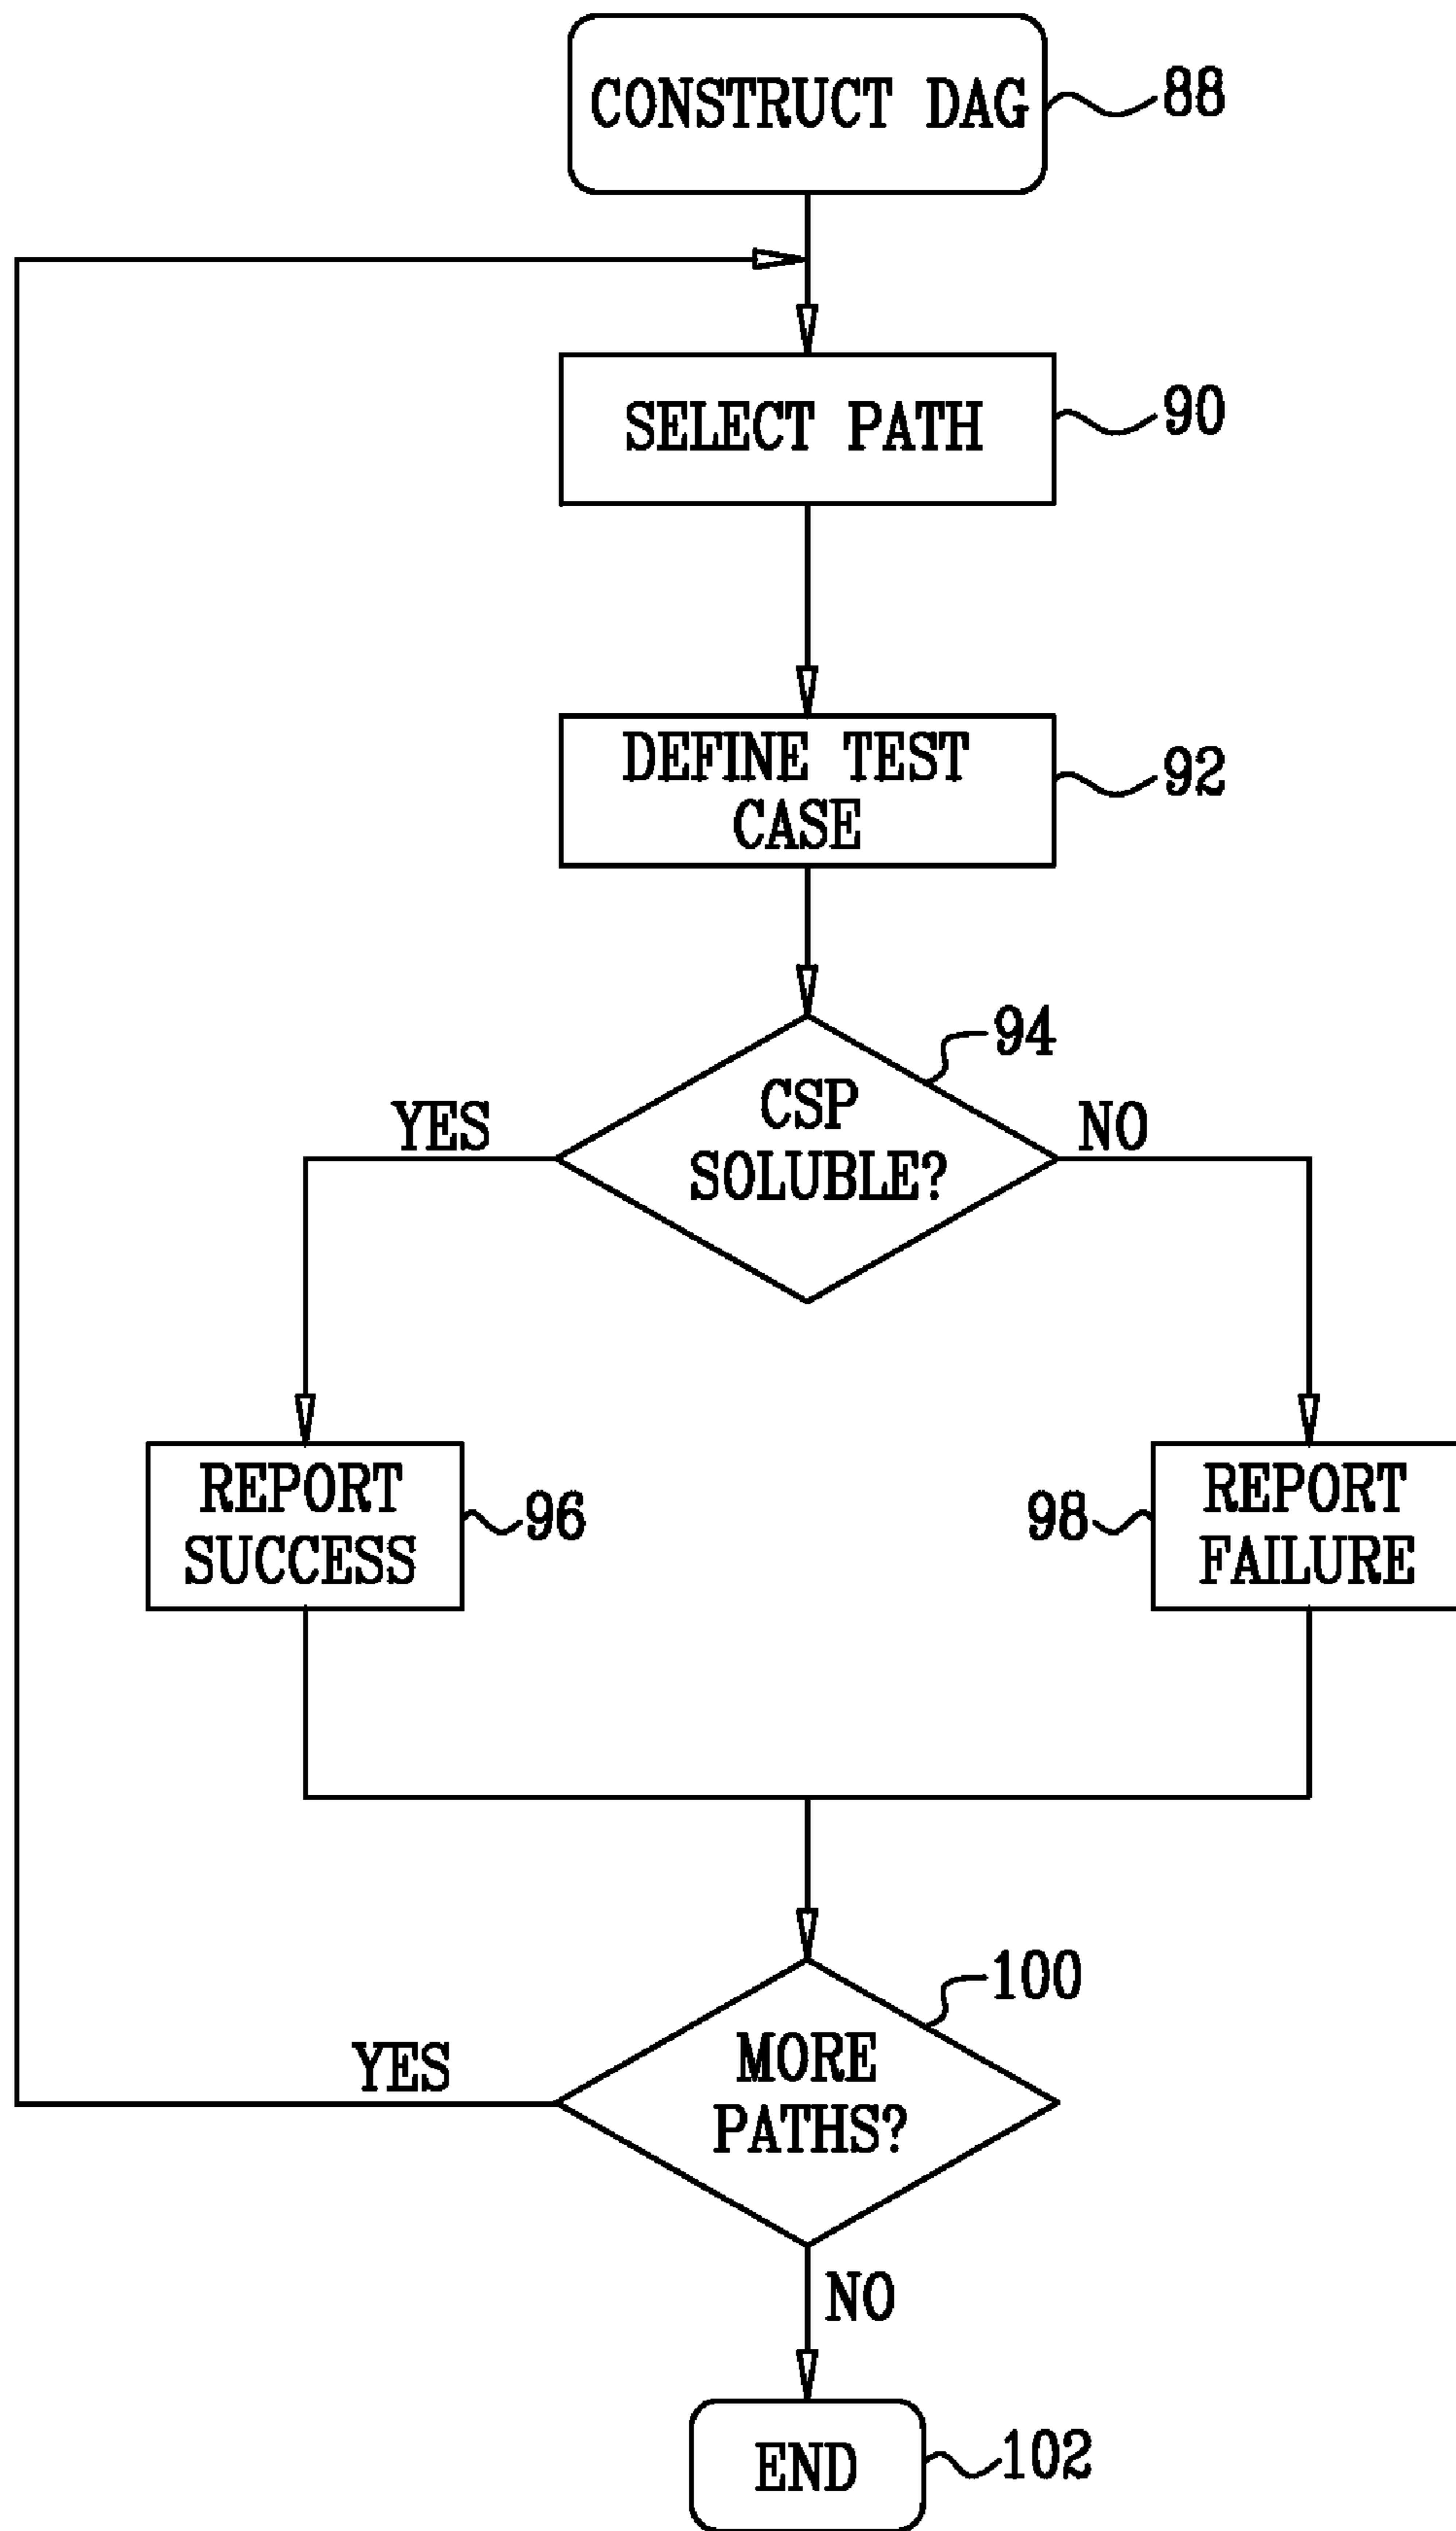 CONSTRUCT DAG
88
SELECT PATH
90
DEFINE TEST
CASE
92
94
CSP
SOLUBLE?
YES
NO
REPORT
SUCCESS
96
98
REPORT
FAILURE
100
MORE
PATHS?
YES
NO
END
102